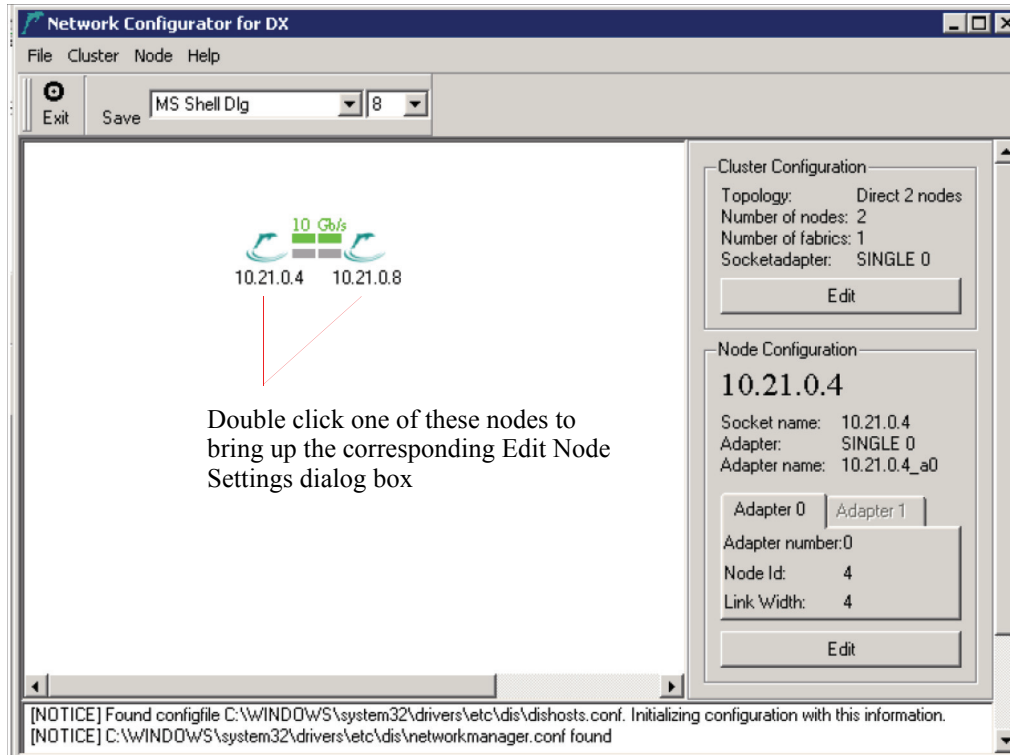 Network Configurator for DX
File Cluster Node Help
Exit
Save
MS Shell Dlg
8
10 Gb/s
10.21.0.4
10.21.0.8
Double click one of these nodes to
bring up the corresponding Edit Node
Settings dialog box
Cluster Configuration
Topology: Direct 2 nodes
Number of nodes: 2
Number of fabrics: 1
Socketadapter: SINGLE 0
Edit
Node Configuration
10.21.0.4
Socket name: 10.21.0.4
Adapter: SINGLE 0
Adapter name: 10.21.0.4_a0
Adapter 0
Adapter 1
Adapter number:0
Node Id: 4
Link Width: 4
Edit
[NOTICE] Found configfile C:\WINDOWS\system32\drivers\etc\dis\dishosts.conf. Initializing configuration with this information.
[NOTICE] C:\WINDOWS\system32\drivers\etc\dis\networkmanager.conf found